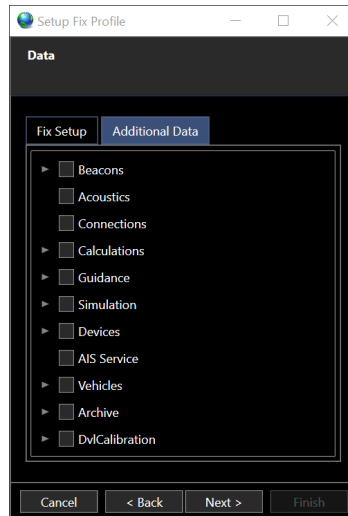 Setup Fix Profile
Data
Fix Setup Additional Data
Beacons
Acoustics
Connections
Calculations
Guidance
Simulation
Devices
AIS Service
Vehicles
Archive
DvlCalibration
Cancel < Back Next > Finish